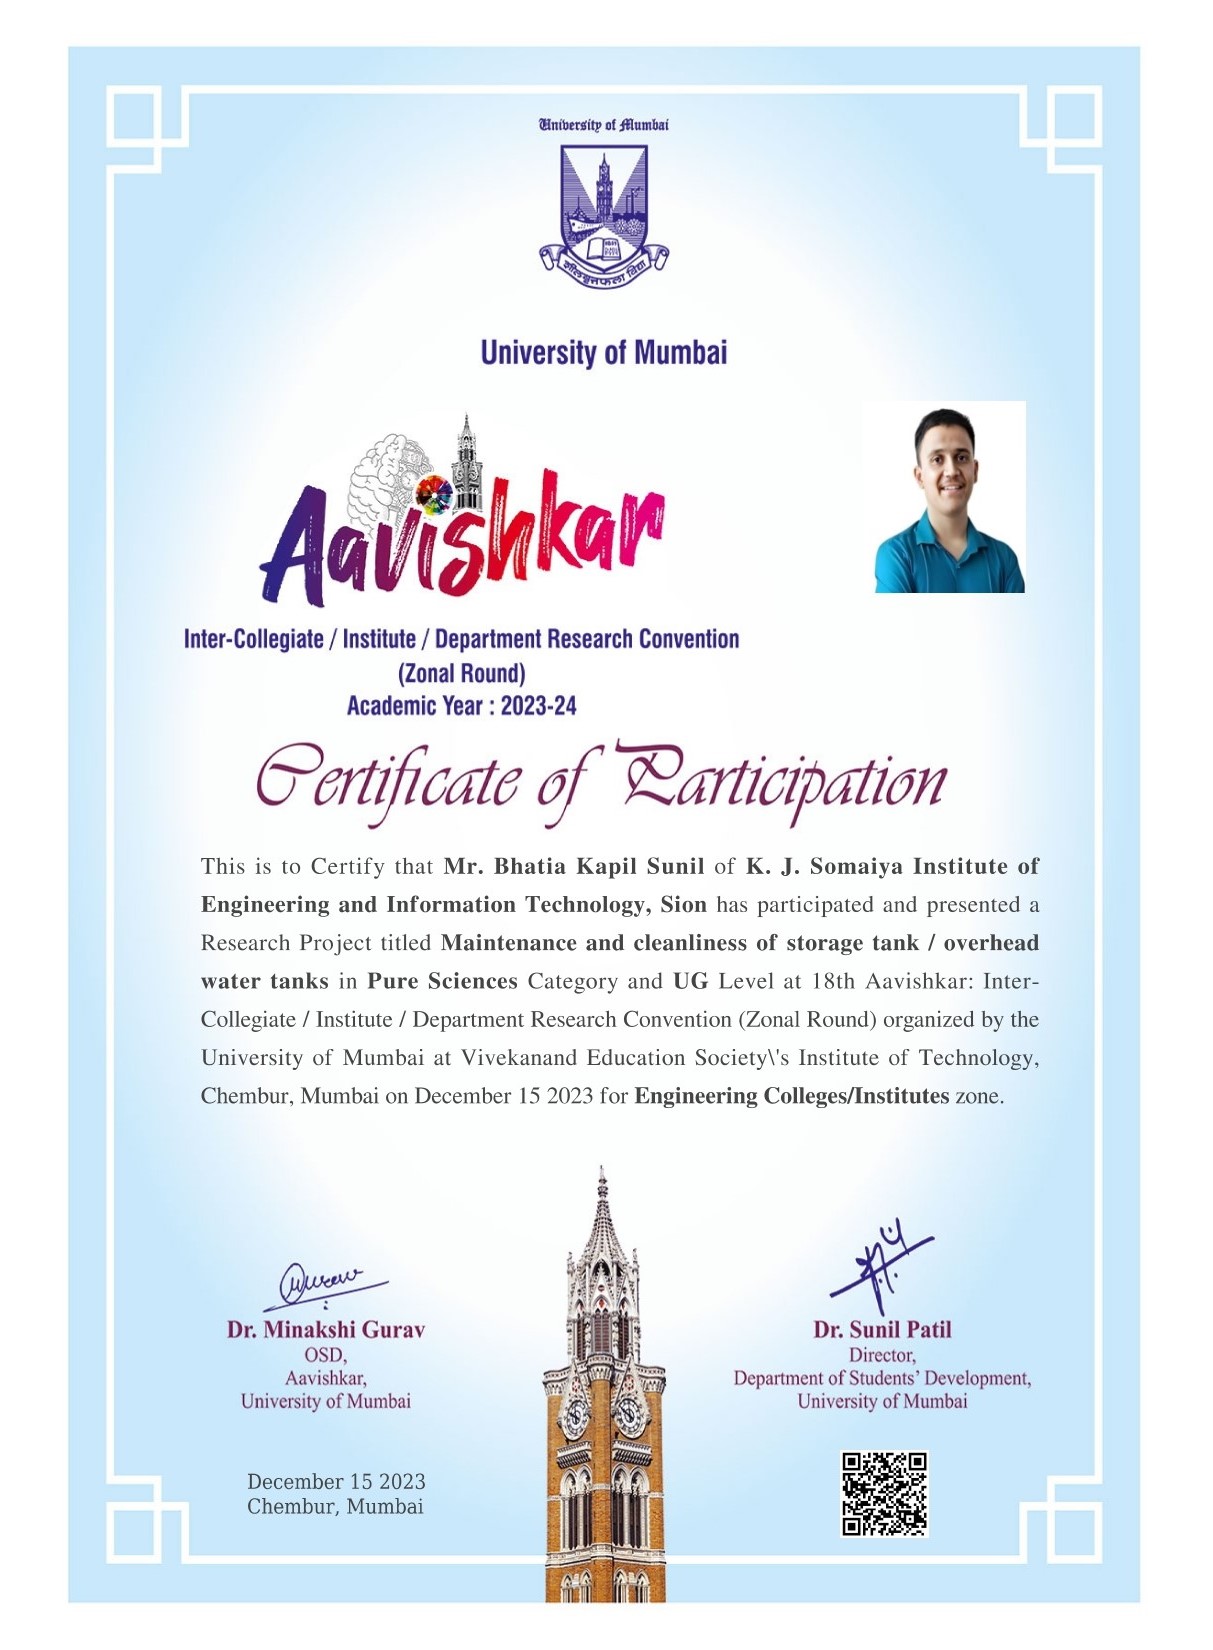 University of Mumbai
शीलवृत्तफला विद्या
University of Mumbai
Aavishkar
Inter-Collegiate / Institute / Department Research Convention
(Zonal Round)
Academic Year : 2023-24
Certificate of Participation
This is to Certify that Mr. Bhatia Kapil Sunil of K. J. Somaiya Institute of
Engineering and Information Technology, Sion has participated and presented a
Research Project titled Maintenance and cleanliness of storage tank / overhead
water tanks in Pure Sciences Category and UG Level at 18th Aavishkar: Inter-
Collegiate / Institute / Department Research Convention (Zonal Round) organized by the
University of Mumbai at Vivekanand Education Society\'s Institute of Technology,
Chembur, Mumbai on December 15 2023 for Engineering Colleges/Institutes zone.
Dr. Minakshi Gurav
OSD,
Aavishkar,
University of Mumbai
Dr. Sunil Patil
Director,
Department of Students’ Development,
University of Mumbai
December 15 2023
Chembur, Mumbai